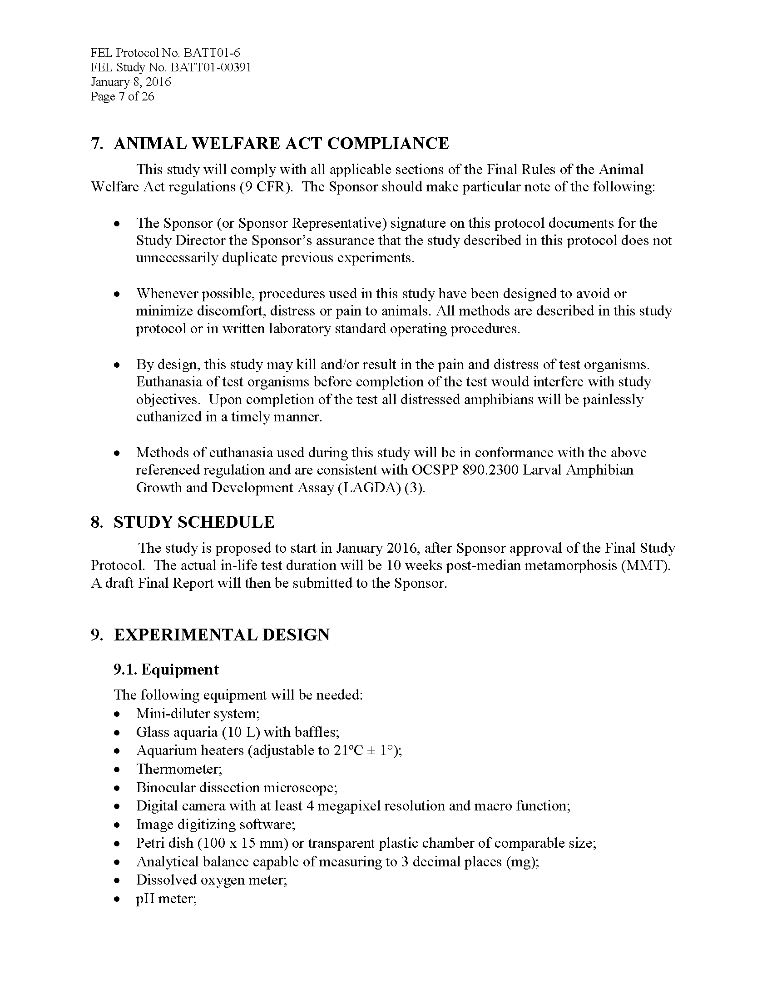 FEL Protocol No. BATT01-6
FEL Study No. BATT01-00391
January 8, 2016
Page 7 of 26
7. ANIMAL WELFARE ACT COMPLIANCE
This study will comply with all applicable sections of the Final Rules of the Animal
Welfare Act regulations (9 CFR).  The Sponsor should make particular note of the following:
• The Sponsor (or Sponsor Representative) signature on this protocol documents for the
Study Director the Sponsor’s assurance that the study described in this protocol does not
unnecessarily duplicate previous experiments.
• Whenever possible, procedures used in this study have been designed to avoid or
minimize discomfort, distress or pain to animals. All methods are described in this study
protocol or in written laboratory standard operating procedures.
• By design, this study may kill and/or result in the pain and distress of test organisms.
Euthanasia of test organisms before completion of the test would interfere with study
objectives.  Upon completion of the test all distressed amphibians will be painlessly
euthanized in a timely manner.
• Methods of euthanasia used during this study will be in conformance with the above
referenced regulation and are consistent with OCSPP 890.2300 Larval Amphibian
Growth and Development Assay (LAGDA) (3).
8. STUDY SCHEDULE
The study is proposed to start in January 2016, after Sponsor approval of the Final Study
Protocol.  The actual in-life test duration will be 10 weeks post-median metamorphosis (MMT).
A draft Final Report will then be submitted to the Sponsor.
9. EXPERIMENTAL DESIGN
9.1. Equipment
The following equipment will be needed:
• Mini-diluter system;
• Glass aquaria (10 L) with baffles;
• Aquarium heaters (adjustable to 21ºC ± 1°);
• Thermometer;
• Binocular dissection microscope;
• Digital camera with at least 4 megapixel resolution and macro function;
• Image digitizing software;
• Petri dish (100 x 15 mm) or transparent plastic chamber of comparable size;
• Analytical balance capable of measuring to 3 decimal places (mg);
• Dissolved oxygen meter;
• pH meter;